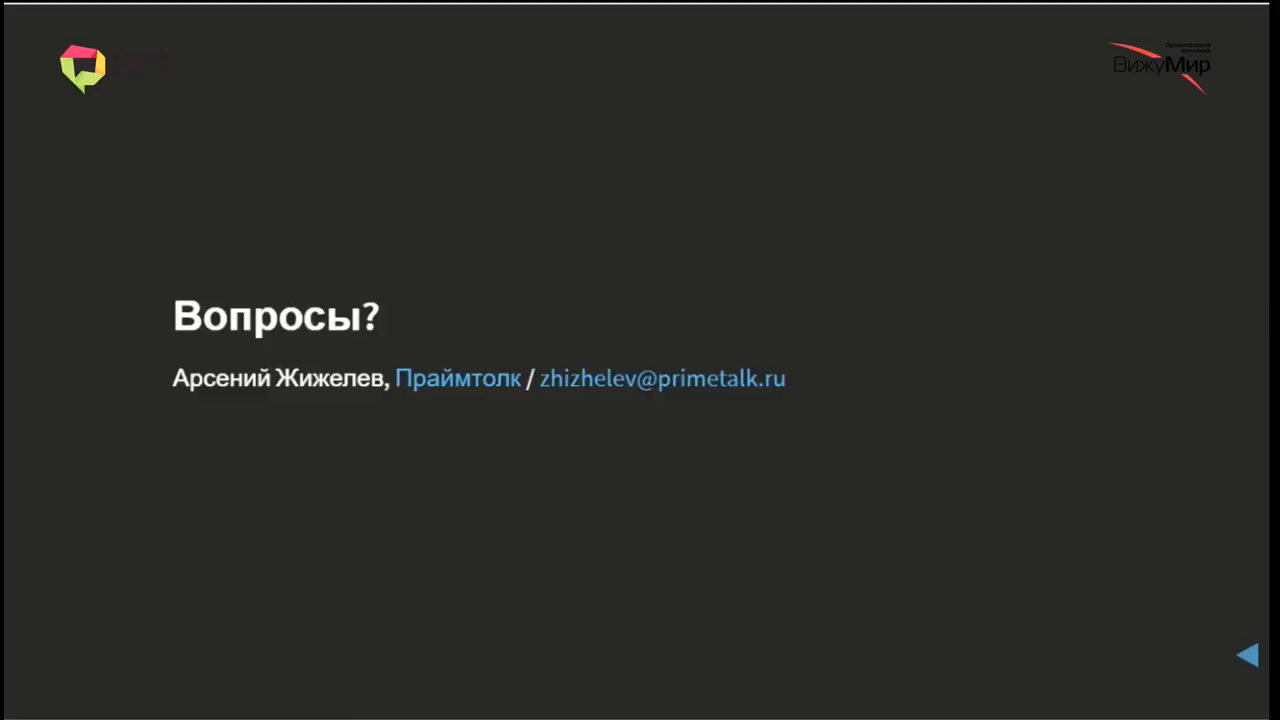 ВижуМир
Вопросы?
Арсений Жижелев, Праймтолк / zhizhelev@primetalk.ru